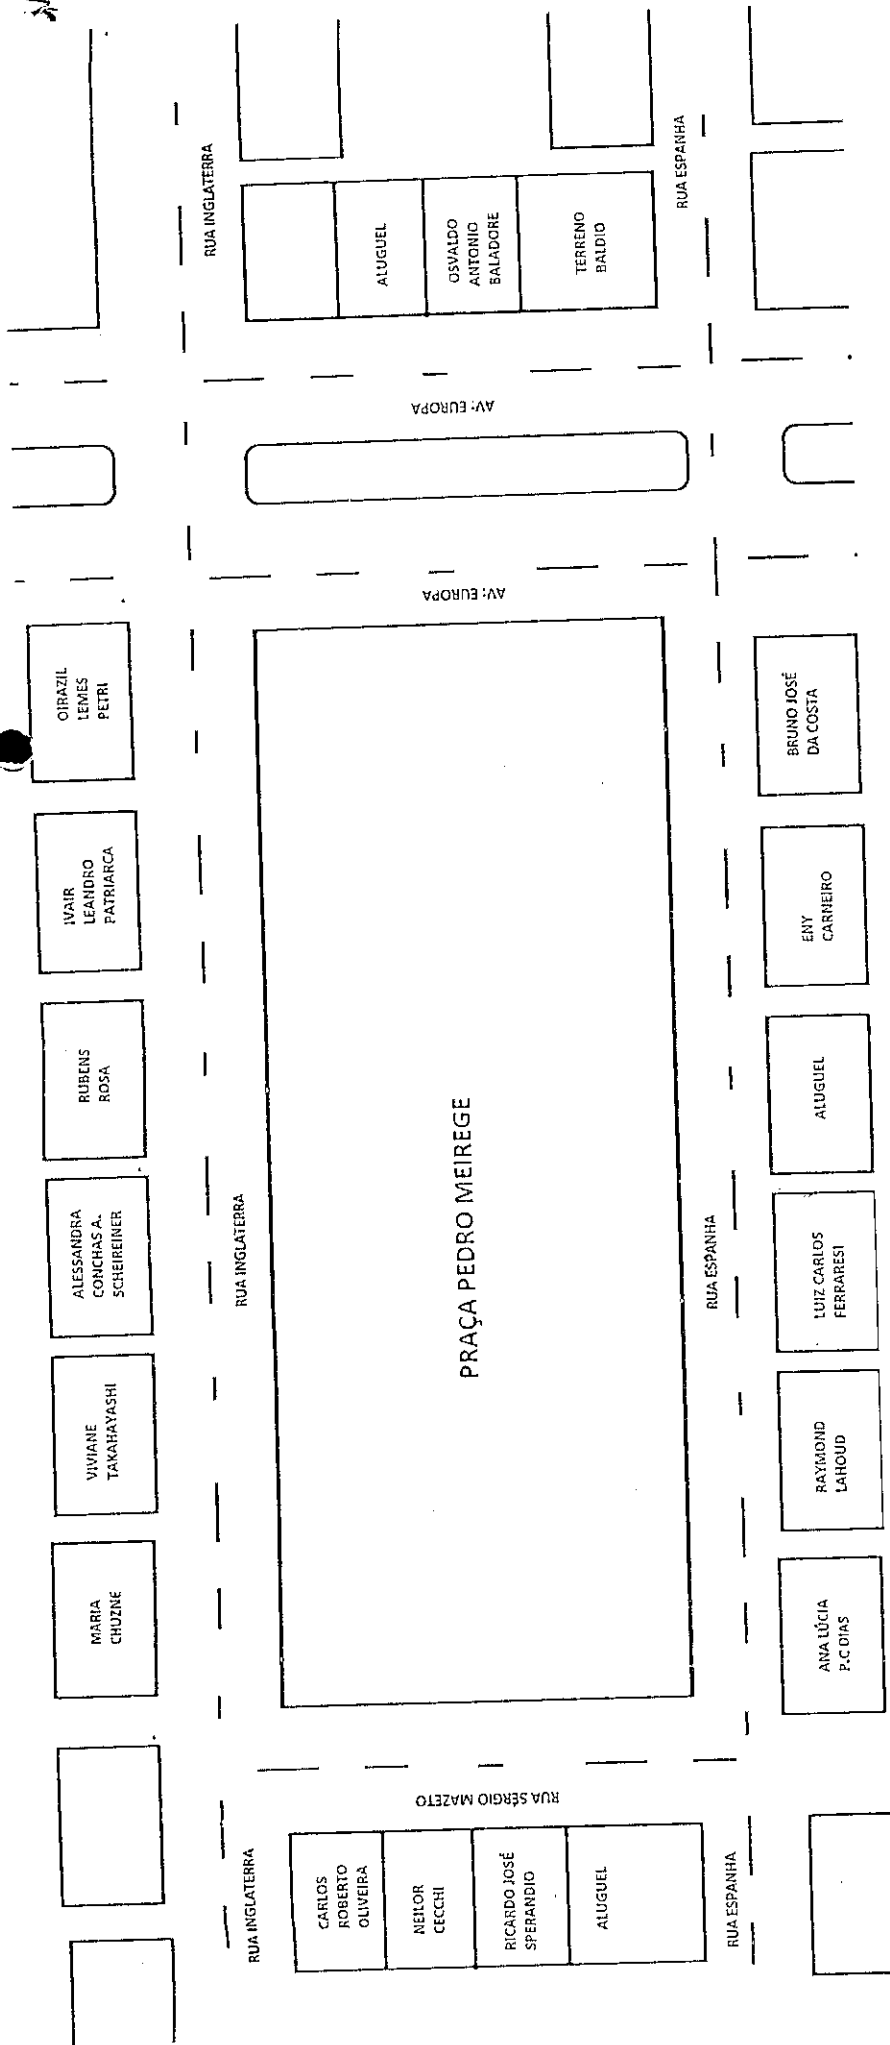 RUA INGLATERRA
ALUGUEL
OSVALDO
ANTONIO
BALADORE
TERRENO
BALDIO
RUA ESPANHA
AV: EUROPA
AV: EUROPA
OIRAZIL
LEMES
PETRI
IVAIR
LEANDRO
PATRIARCA
RUBENS
ROSA
ALESSANDRA
CONCHAS A.
SCHEIREINER
VIVIANE
TAKAHAYASHI
MARIA
CHUZNE
RUA INGLATERRA
PRAÇA PEDRO MEIREGE
RUA ESPANHA
BRUNO JOSÉ
DA COSTA
ENY
CARNEIRO
ALUGUEL
LUIZ CARLOS
FERRARESI
RAYMOND
LAHOUD
ANA LÚCIA
P.C DIAS
RUA SÉRGIO MAZETO
RUA INGLATERRA
CARLOS
ROBERTO
OLIVEIRA
NEILOR
CECCHI
RICARDO JOSÉ
SPERANDIO
ALUGUEL
RUA ESPANHA